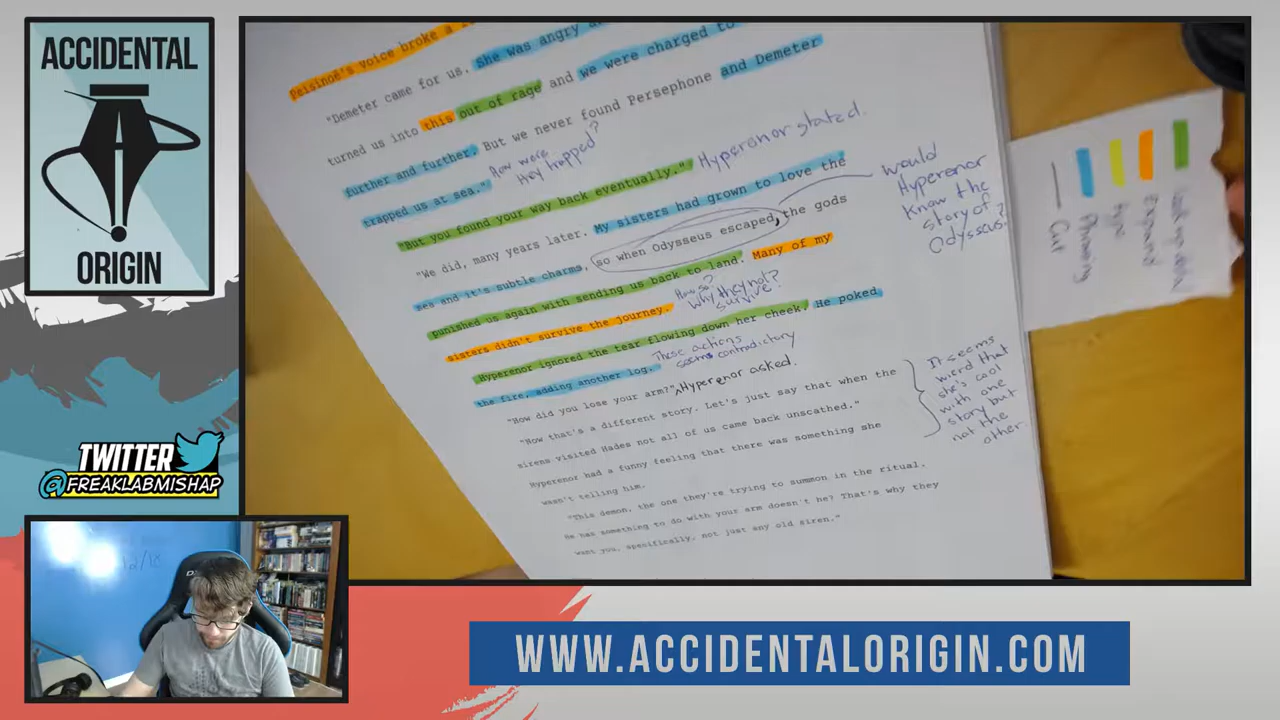 ACCIDENTAL
ORIGIN
TWITTER
@FREAKLABMISHAP
12/18
Peisinoë's voice broke a
"Demeter came for us. She was angry
turned us into this out of rage and we were charged to
further and further. But we never found Persephone and Demeter
trapped us at sea."
How were
they trapped?
"But you found your way back eventually." Hyperenor stated.
"We did, many years later. My sisters had grown to love the
sea and it's subtle charms, so when Odysseus escaped, the gods
punished us again with sending us back to land. Many of my
sisters didn't survive the journey.
How so?
Why they not
survive?
Hyperenor ignored the tear flowing down her cheek. He poked
the fire, adding another log.
These actions
seems contradictory
"How did you lose your arm?" Hyperenor asked.
"Now that's a different story. Let's just say that when the
sirens visited Hades not all of us came back unscathed."
Hyperenor had a funny feeling that there was something she
wasn't telling him.
"This demon, the one they're trying to summon in the ritual.
He has something to do with your arm doesn't he? That's why they
want you, specifically, not just any old siren."
would
Hyperenor
know the
story of
Odysseus?
It seems
weird that
she's cool
with one
story but
not the
other.
Expand
Typo
Phrasing
Cut
WWW.ACCIDENTALORIGIN.COM